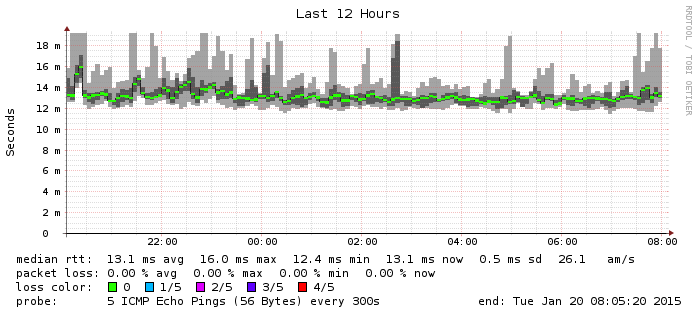 Last 12 Hours
RRDTOOL / TOBI OETIKER
Seconds
18 m
16 m
14 m
12 m
10 m
8 m
6 m
4 m
2 m
0
22:00 00:00 02:00 04:00 06:00 08:00
median rtt: 13.1 ms avg 16.0 ms max 12.4 ms min 13.1 ms now 0.5 ms sd 26.1 am/s
packet loss: 0.00 % avg 0.00 % max 0.00 % min 0.00 % now
loss color: 0 1/5 2/5 3/5 4/5
probe: 5 ICMP Echo Pings (56 Bytes) every 300s end: Tue Jan 20 08:05:20 2015